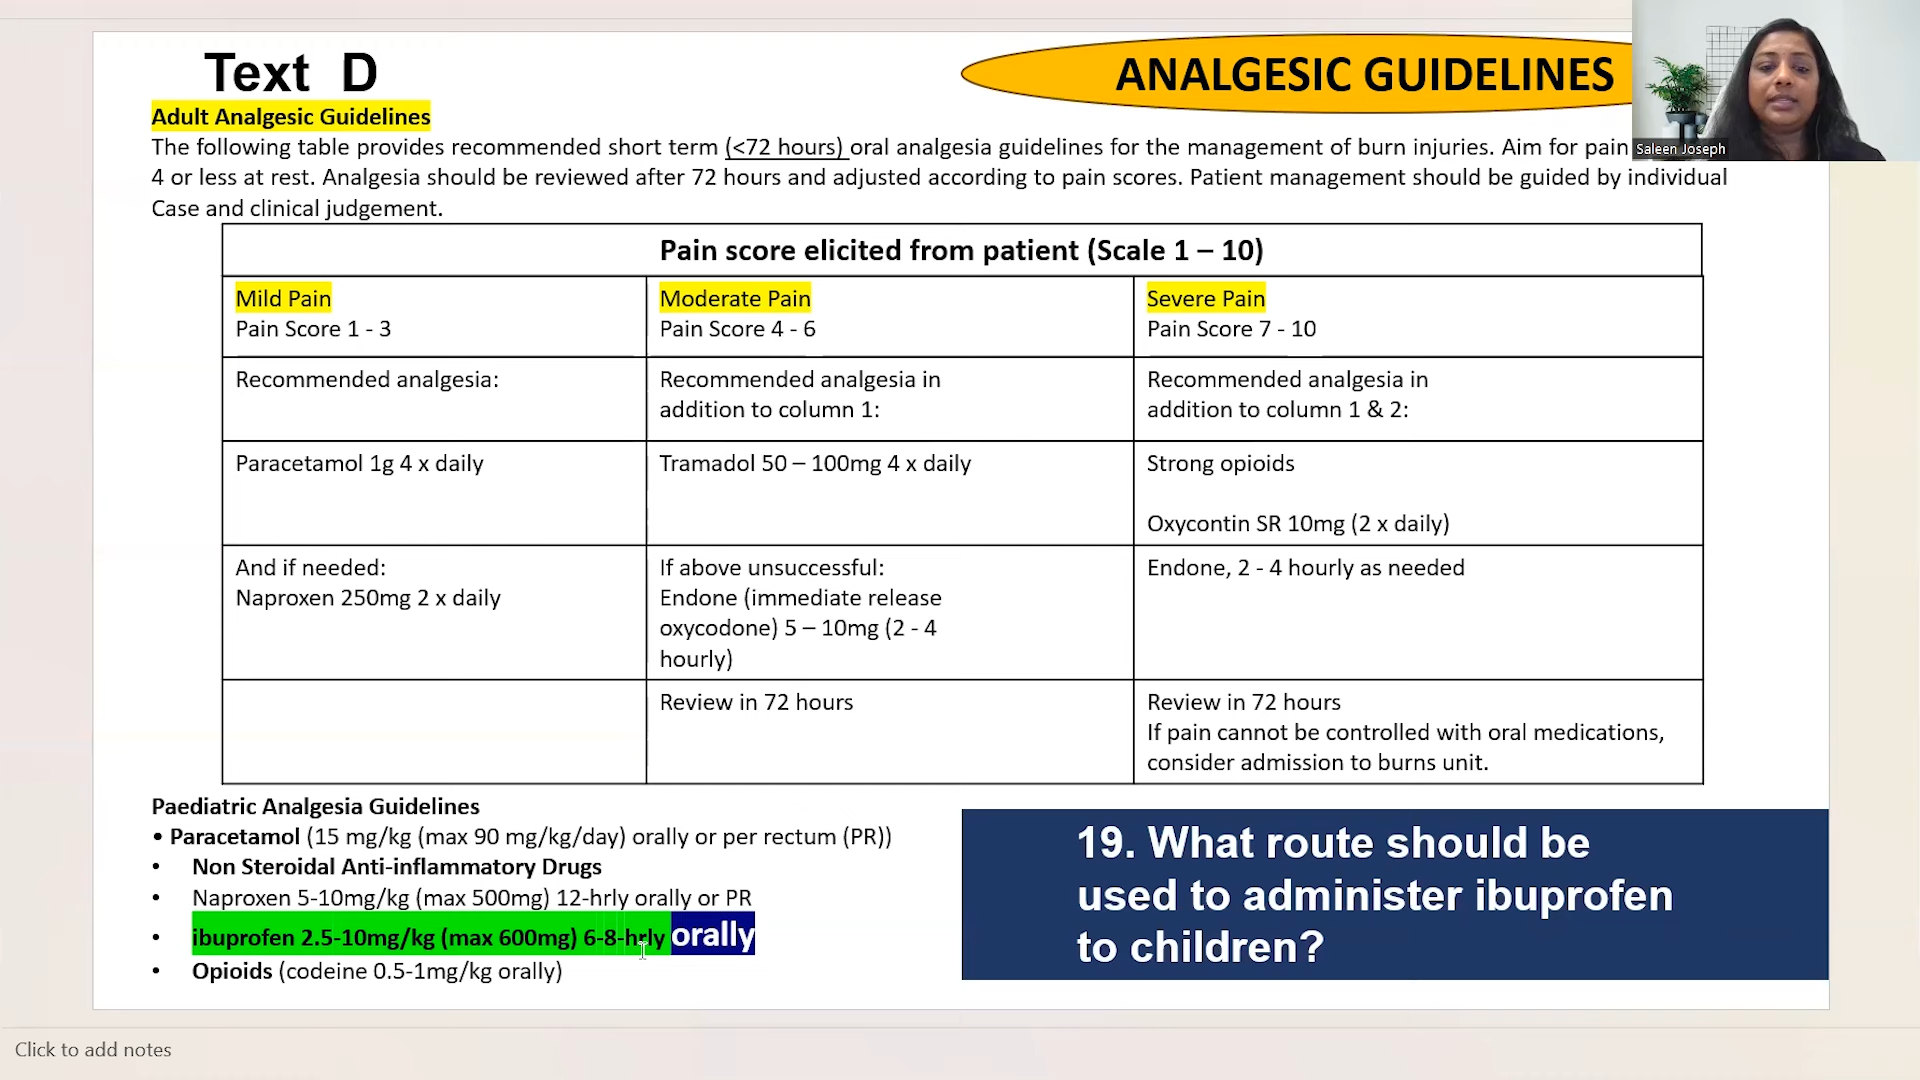 Text D
ANALGESIC GUIDELINES
Saleen Joseph
Adult Analgesic Guidelines
The following table provides recommended short term (<72 hours) oral analgesia guidelines for the management of burn injuries. Aim for pain
4 or less at rest. Analgesia should be reviewed after 72 hours and adjusted according to pain scores. Patient management should be guided by individual
Case and clinical judgement.
Pain score elicited from patient (Scale 1 – 10)
Mild Pain
Pain Score 1 - 3
Moderate Pain
Pain Score 4 - 6
Severe Pain
Pain Score 7 - 10
Recommended analgesia:
Recommended analgesia in
addition to column 1:
Recommended analgesia in
addition to column 1 & 2:
Paracetamol 1g 4 x daily
Tramadol 50 – 100mg 4 x daily
Strong opioids
Oxycontin SR 10mg (2 x daily)
And if needed:
Naproxen 250mg 2 x daily
If above unsuccessful:
Endone (immediate release
oxycodone) 5 – 10mg (2 - 4
hourly)
Endone, 2 - 4 hourly as needed
Review in 72 hours
Review in 72 hours
If pain cannot be controlled with oral medications,
consider admission to burns unit.
Paediatric Analgesia Guidelines
• Paracetamol (15 mg/kg (max 90 mg/kg/day) orally or per rectum (PR))
• Non Steroidal Anti-inflammatory Drugs
• Naproxen 5-10mg/kg (max 500mg) 12-hrly orally or PR
• ibuprofen 2.5-10mg/kg (max 600mg) 6-8-hrly orally
• Opioids (codeine 0.5-1mg/kg orally)
19. What route should be
used to administer ibuprofen
to children?
Click to add notes